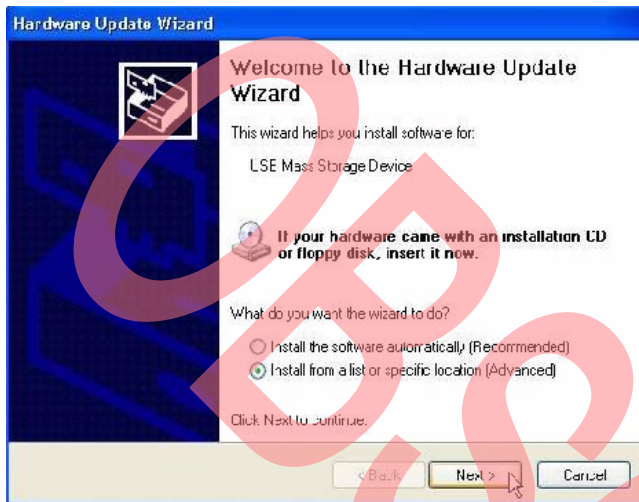 Hardware Update Wizard
Welcome to the Hardware Update
Wizard
This wizard helps you install software for:
USE Mass Storage Device
If your hardware came with an installation CD
or floppy disk, insert it now.
What do you want the wizard to do?
Install the software automatically (Recommended)
Install from a list or specific location (Advanced)
Click Next to continue.
< Back
Next >
Cancel